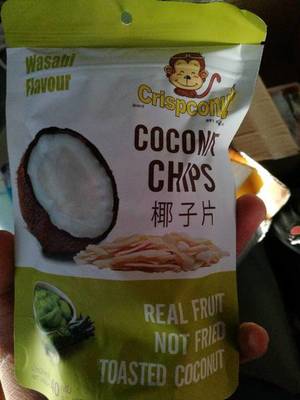 Wasabi
Flavour
Crispconut
COCONUT
CHIPS
椰子片
REAL FRUIT
NOT FRIED
TOASTED COCONUT